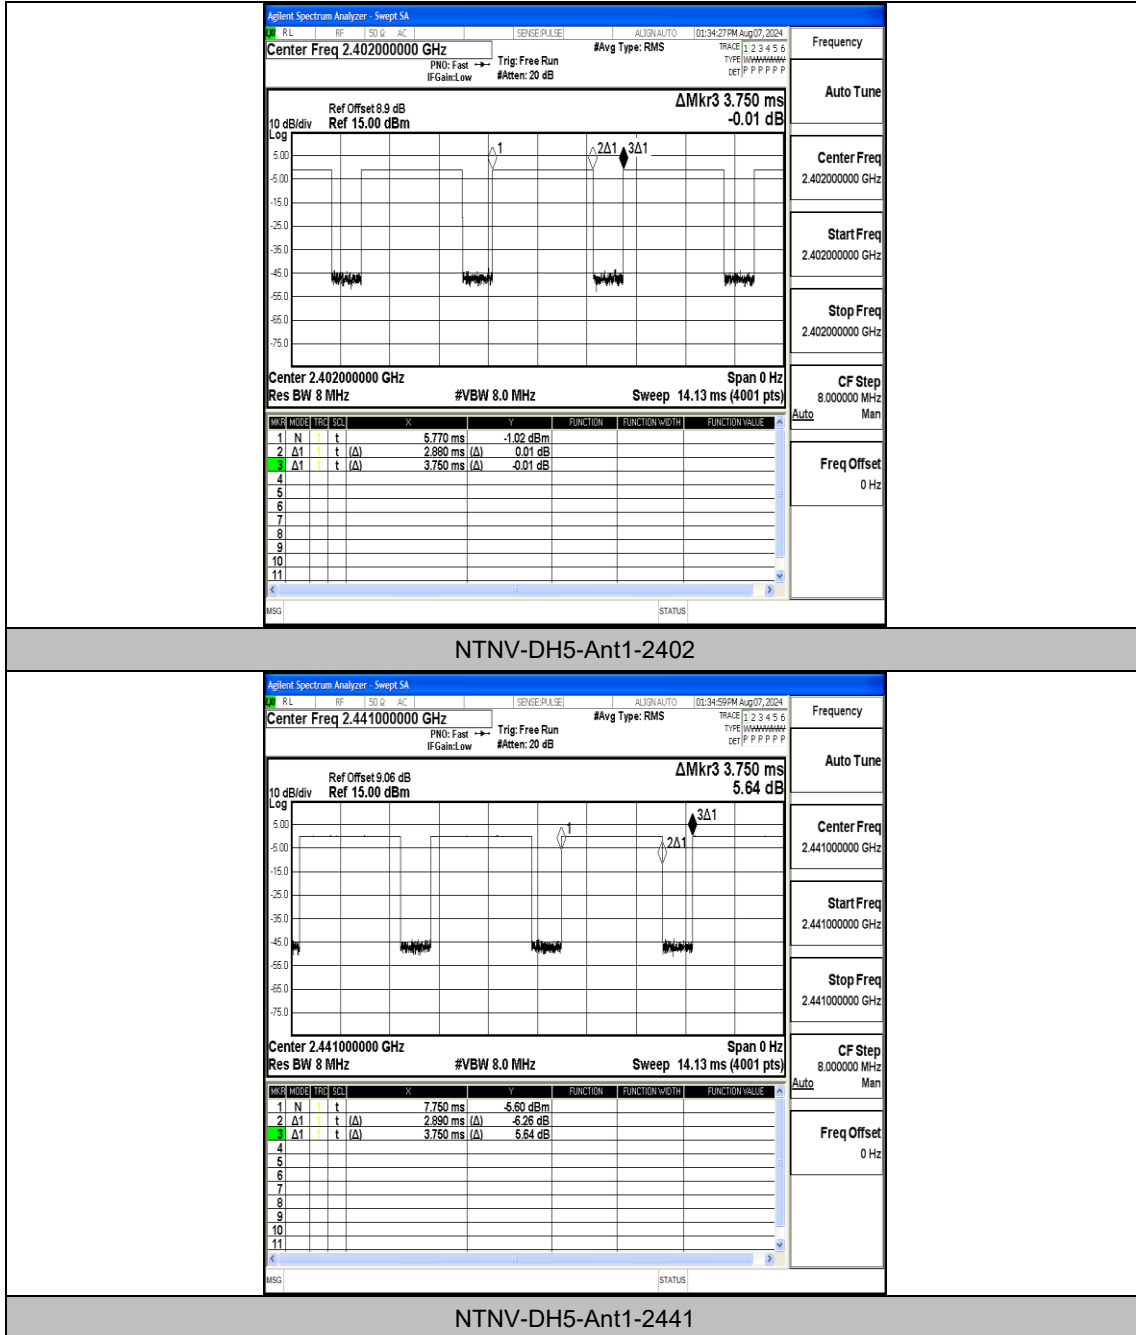 Agilent Spectrum Analyzer - Swept SA
LXI RL RF 50 Ω AC SENSE:PULSE ALIGN AUTO 01:34:27PM Aug 07, 2024
Center Freq 2.402000000 GHz
#Avg Type: RMS
TRACE 1 2 3 4 5 6
PNO: Fast Trig: Free Run
TYPE
IFGain:Low #Atten: 20 dB
DET P P P P P P
Frequency
Auto Tune
Center Freq
2.402000000 GHz
Start Freq
2.402000000 GHz
Stop Freq
2.402000000 GHz
CF Step
8.000000 MHz
Auto Man
Freq Offset
0 Hz
ΔMkr3 3.750 ms
-0.01 dB
Ref Offset 8.9 dB
10 dB/div Ref 15.00 dBm
Log
1 2Δ1 3Δ1
5.00
-5.00
-15.0
-25.0
-35.0
-45.0
-55.0
-65.0
-75.0
Center 2.402000000 GHz Span 0 Hz
Res BW 8 MHz #VBW 8.0 MHz Sweep 14.13 ms (4001 pts)
MKR MODE TRC SCL X Y FUNCTION FUNCTION WIDTH FUNCTION VALUE
1 N 1 t 5.770 ms -1.02 dBm
2 Δ1 1 t (Δ) 2.880 ms (Δ) 0.01 dB
3 Δ1 1 t (Δ) 3.750 ms (Δ) -0.01 dB
4
5
6
7
8
9
10
11
MSG STATUS
NTNV-DH5-Ant1-2402
Agilent Spectrum Analyzer - Swept SA
LXI RL RF 50 Ω AC SENSE:PULSE ALIGN AUTO 01:34:59PM Aug 07, 2024
Center Freq 2.441000000 GHz
#Avg Type: RMS
TRACE 1 2 3 4 5 6
PNO: Fast Trig: Free Run
TYPE
IFGain:Low #Atten: 20 dB
DET P P P P P P
Frequency
Auto Tune
Center Freq
2.441000000 GHz
Start Freq
2.441000000 GHz
Stop Freq
2.441000000 GHz
CF Step
8.000000 MHz
Auto Man
Freq Offset
0 Hz
ΔMkr3 3.750 ms
5.64 dB
Ref Offset 9.06 dB
10 dB/div Ref 15.00 dBm
Log
1 2Δ1 3Δ1
5.00
-5.00
-15.0
-25.0
-35.0
-45.0
-55.0
-65.0
-75.0
Center 2.441000000 GHz Span 0 Hz
Res BW 8 MHz #VBW 8.0 MHz Sweep 14.13 ms (4001 pts)
MKR MODE TRC SCL X Y FUNCTION FUNCTION WIDTH FUNCTION VALUE
1 N 1 t 7.750 ms -5.60 dBm
2 Δ1 1 t (Δ) 2.890 ms (Δ) -6.26 dB
3 Δ1 1 t (Δ) 3.750 ms (Δ) 5.64 dB
4
5
6
7
8
9
10
11
MSG STATUS
NTNV-DH5-Ant1-2441